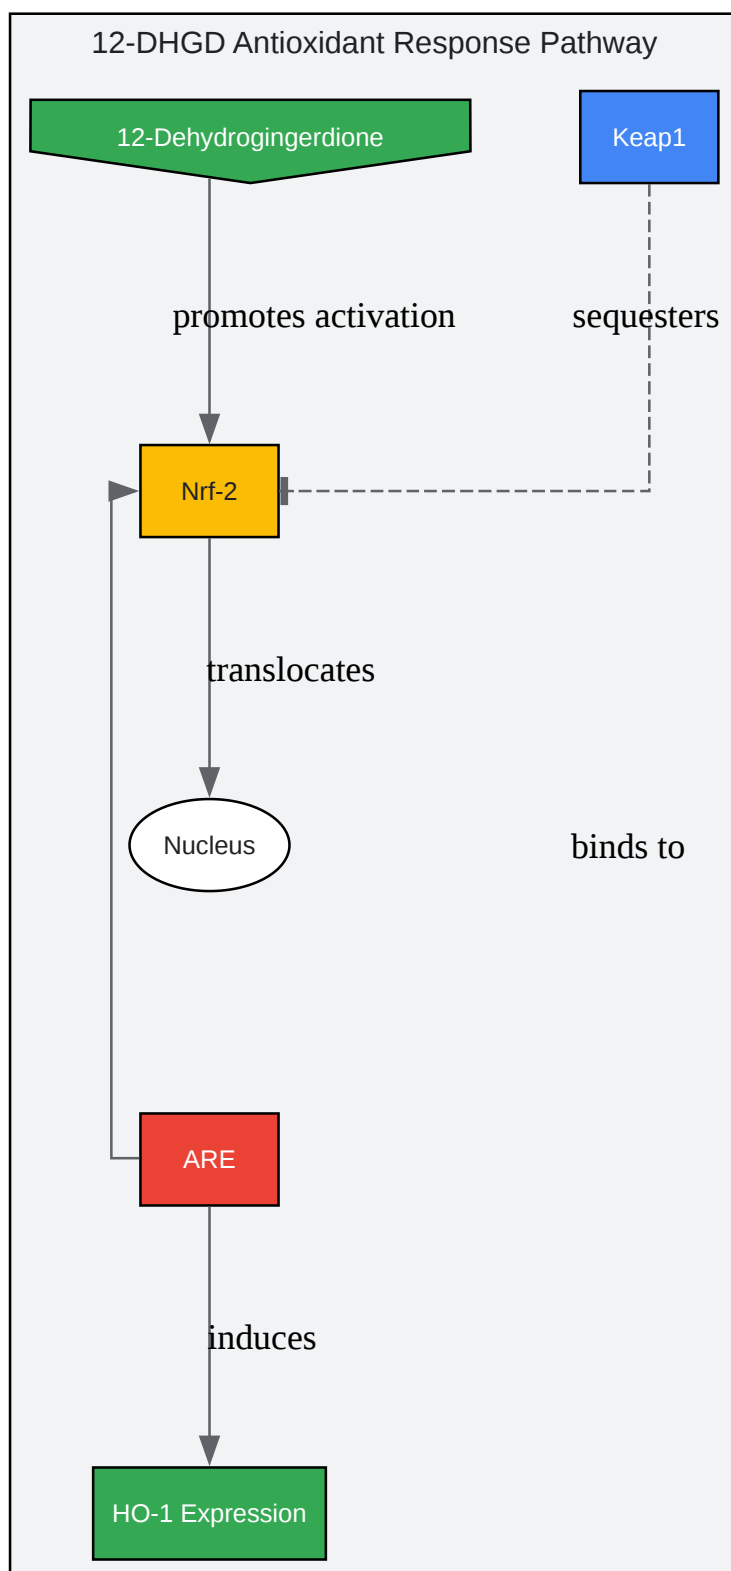 12-DHGD Antioxidant Response Pathway
12-Dehydrogingerdione
Keap1
promotes activation
sequesters
Nrf-2
translocates
Nucleus
binds to
ARE
induces
HO-1 Expression